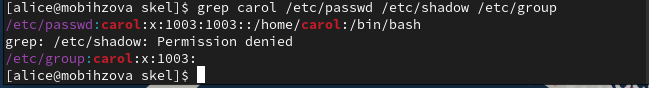 [alice@mobihzova skel]$ grep carol /etc/passwd /etc/shadow /etc/group
/etc/passwd:carol:x:1003:1003::/home/carol:/bin/bash
grep: /etc/shadow: Permission denied
/etc/group:carol:x:1003:
[alice@mobihzova skel]$